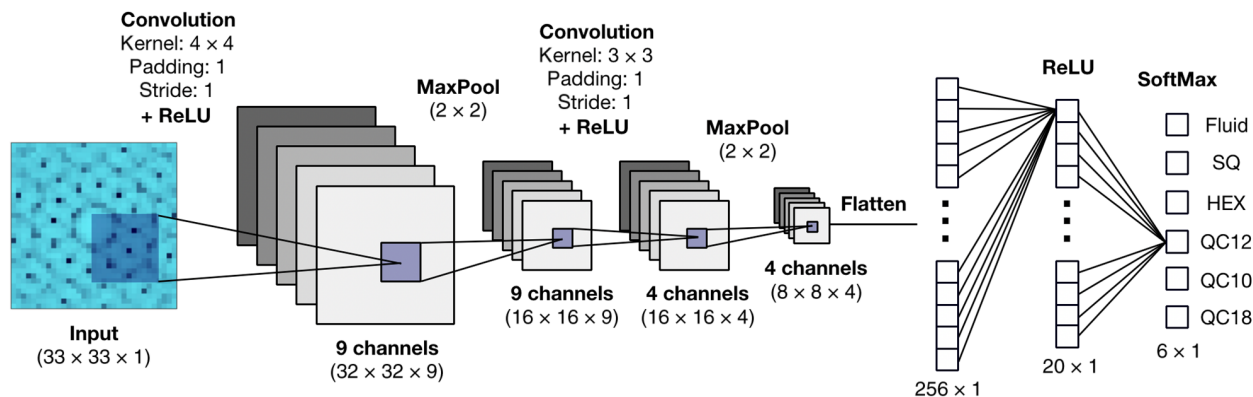 Convolution
Kernel: 4 × 4
Padding: 1
Stride: 1
+ ReLU
MaxPool
(2 × 2)
Convolution
Kernel: 3 × 3
Padding: 1
Stride: 1
+ ReLU
MaxPool
(2 × 2)
Flatten
ReLU
SoftMax
Fluid
SQ
HEX
QC12
QC10
QC18
Input
(33 × 33 × 1)
9 channels
(32 × 32 × 9)
9 channels
(16 × 16 × 9)
4 channels
(16 × 16 × 4)
4 channels
(8 × 8 × 4)
256 × 1
20 × 1
6 × 1